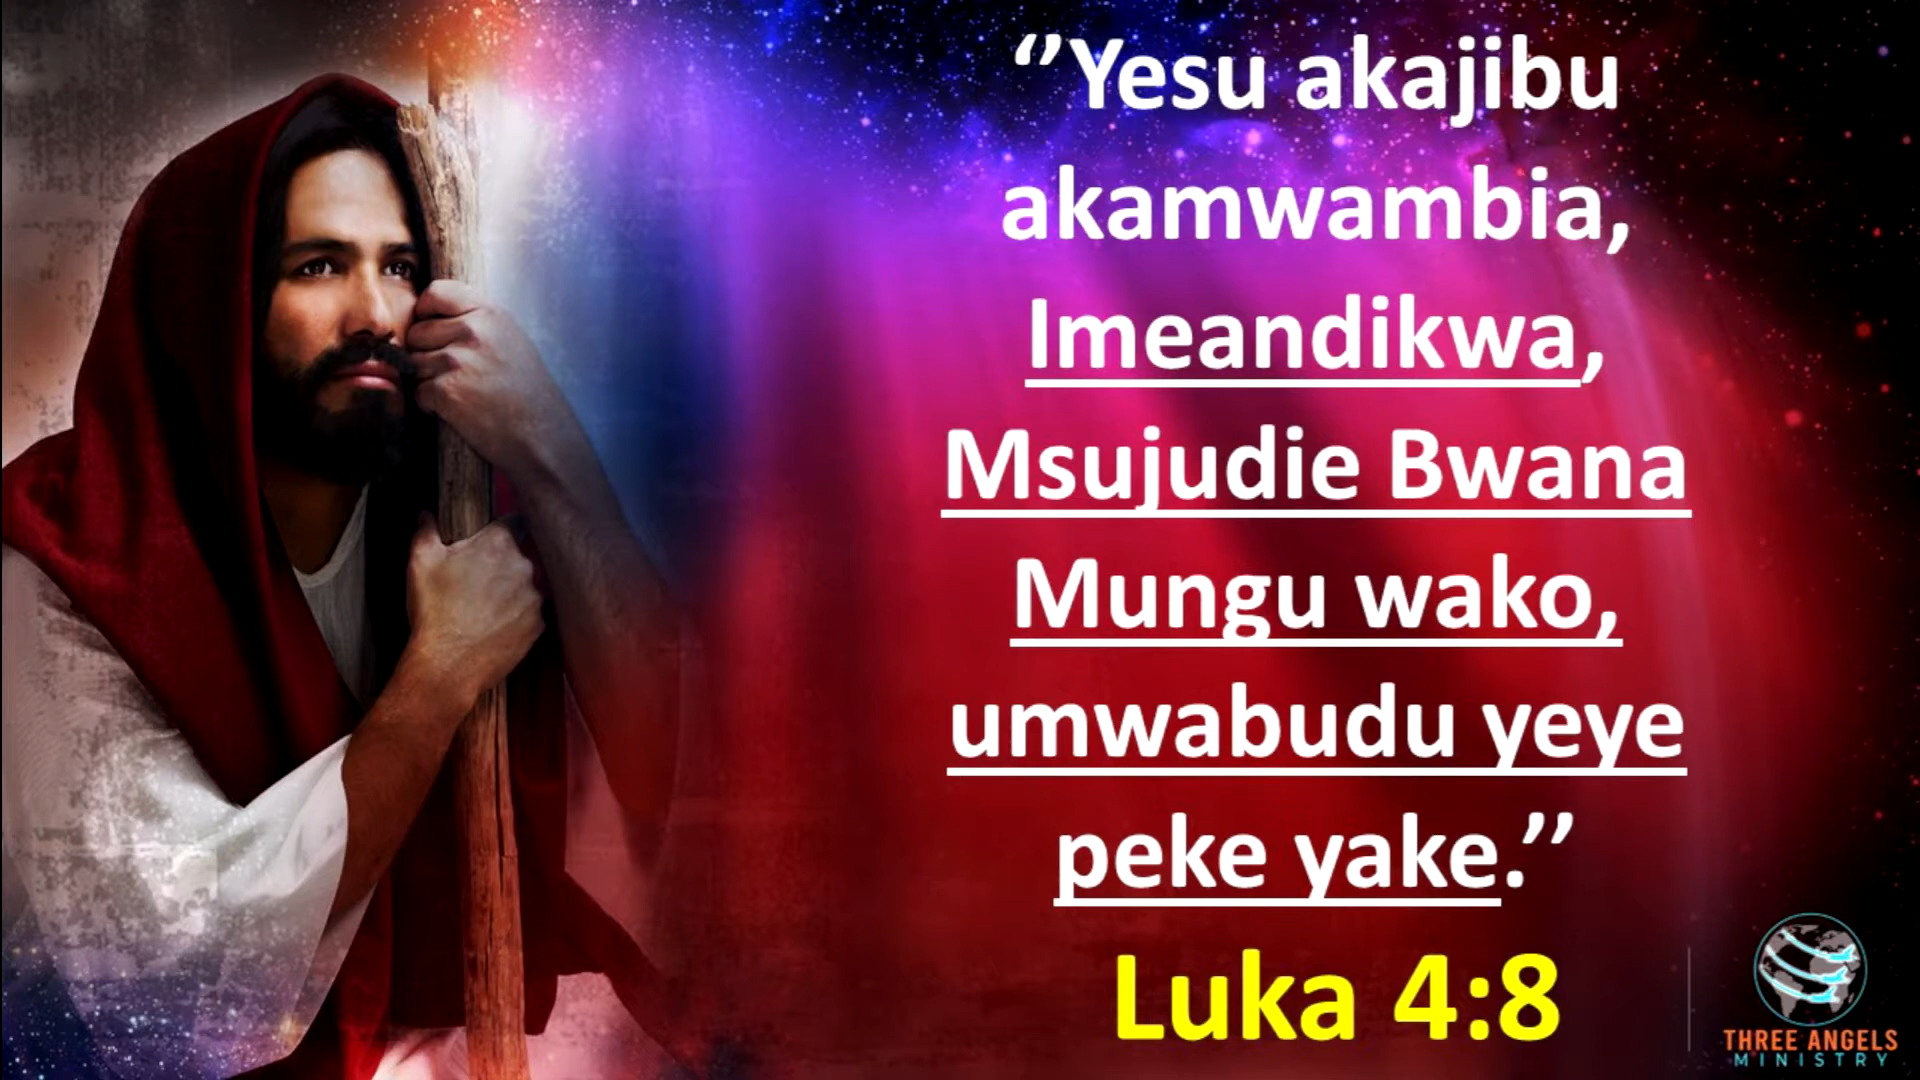 ‘’Yesu akajibu
akamwambia,
Imeandikwa,
Msujudie Bwana
Mungu wako,
umwabudu yeye
peke yake.’’
Luka 4:8
THREE ANGELS
MINISTRY